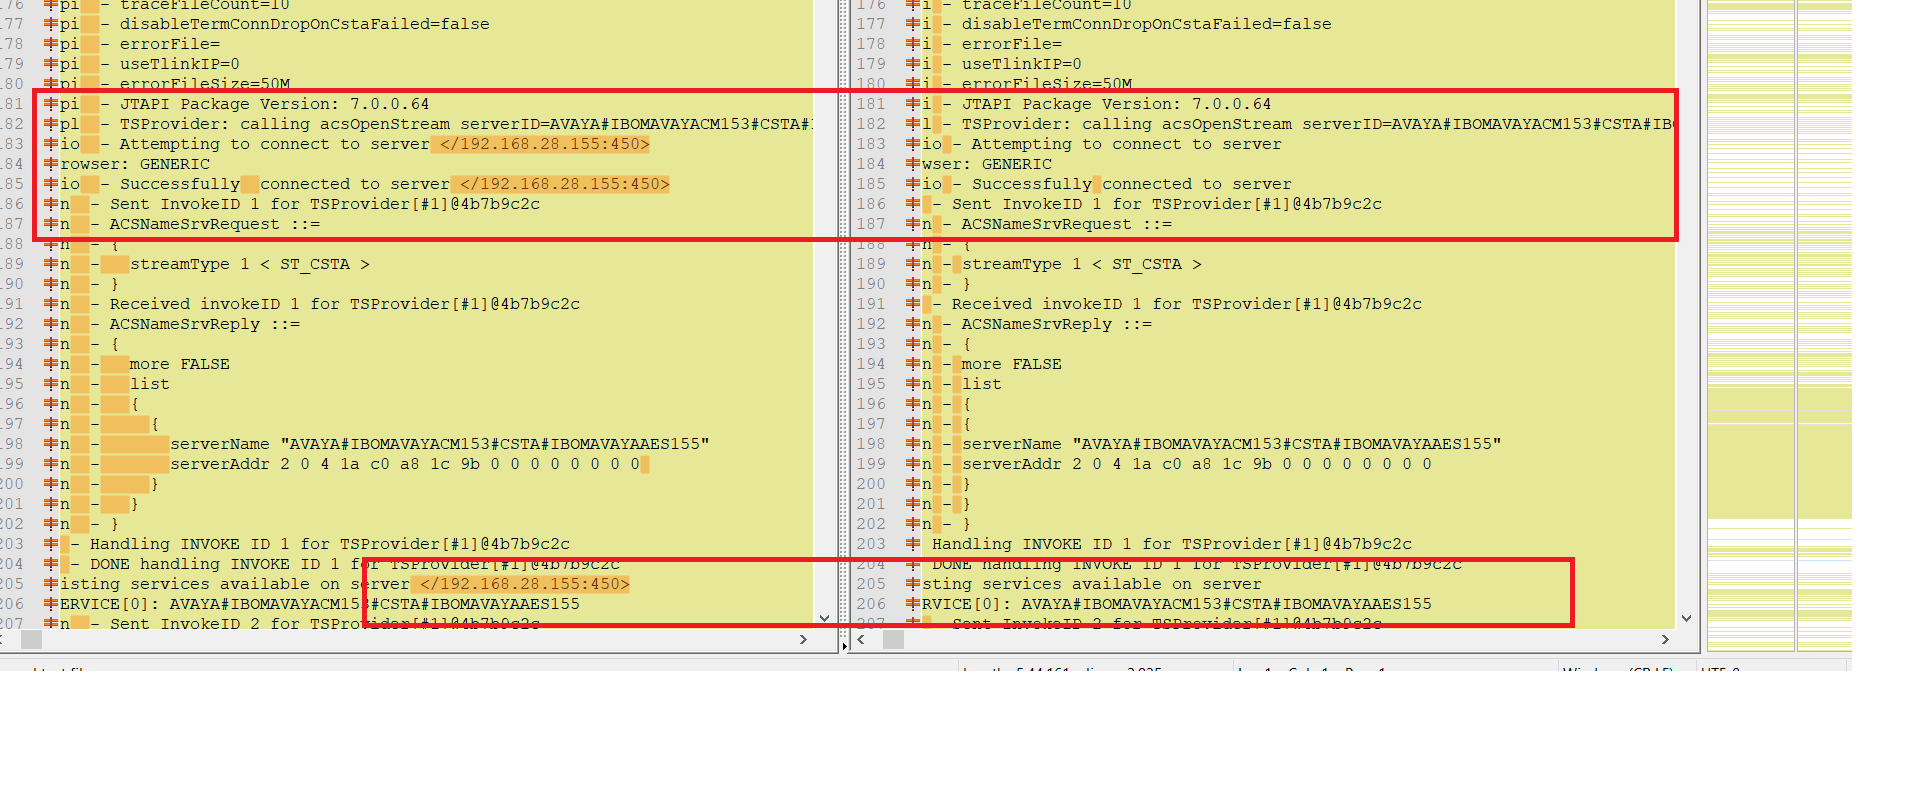 176 pi - traceFileCount=10
177 pi - disableTermConnDropOnCstaFailed=false
178 pi - errorFile=
179 pi - useTlinkIP=0
180 pi - errorFileSize=50M
181 pi - JTAPI Package Version: 7.0.0.64
182 pl - TSProvider: calling acsOpenStream serverID=AVAYA#IBOMAVAYACM153#CSTA#I
183 io - Attempting to connect to server </192.168.28.155:450>
184 rowser: GENERIC
185 io - Successfully connected to server </192.168.28.155:450>
186 n - Sent InvokeID 1 for TSProvider[#1]@4b7b9c2c
187 n - ACSNameSrvRequest ::=
188 n - {
189 n - streamType 1 < ST_CSTA >
190 n - }
191 n - Received invokeID 1 for TSProvider[#1]@4b7b9c2c
192 n - ACSNameSrvReply ::=
193 n - {
194 n - more FALSE
195 n - list
196 n - {
197 n - {
198 n - serverName "AVAYA#IBOMAVAYACM153#CSTA#IBOMAVAYAAES155"
199 n - serverAddr 2 0 4 1a c0 a8 1c 9b 0 0 0 0 0 0 0 0
200 n - }
201 n - }
202 n - }
203 - Handling INVOKE ID 1 for TSProvider[#1]@4b7b9c2c
204 - DONE handling INVOKE ID 1 for TSProvider[#1]@4b7b9c2c
205 isting services available on server </192.168.28.155:450>
206 ERVICE[0]: AVAYA#IBOMAVAYACM153#CSTA#IBOMAVAYAAES155
207 n - Sent InvokeID 2 for TSProvider[#1]@4b7b9c2c
176 i - traceFileCount=10
177 i - disableTermConnDropOnCstaFailed=false
178 i - errorFile=
179 i - useTlinkIP=0
180 i - errorFileSize=50M
181 i - JTAPI Package Version: 7.0.0.64
182 l - TSProvider: calling acsOpenStream serverID=AVAYA#IBOMAVAYACM153#CSTA#IBO
183 io - Attempting to connect to server
184 wser: GENERIC
185 io - Successfully connected to server
186 - Sent InvokeID 1 for TSProvider[#1]@4b7b9c2c
187 n - ACSNameSrvRequest ::=
188 n - {
189 n - streamType 1 < ST_CSTA >
190 n - }
191 - Received invokeID 1 for TSProvider[#1]@4b7b9c2c
192 n - ACSNameSrvReply ::=
193 n - {
194 n - more FALSE
195 n - list
196 n - {
197 n - {
198 n - serverName "AVAYA#IBOMAVAYACM153#CSTA#IBOMAVAYAAES155"
199 n - serverAddr 2 0 4 1a c0 a8 1c 9b 0 0 0 0 0 0 0 0
200 n - }
201 n - }
202 n - }
203 Handling INVOKE ID 1 for TSProvider[#1]@4b7b9c2c
204 DONE handling INVOKE ID 1 for TSProvider[#1]@4b7b9c2c
205 sting services available on server
206 RVICE[0]: AVAYA#IBOMAVAYACM153#CSTA#IBOMAVAYAAES155
207 - Sent InvokeID 2 for TSProvider[#1]@4b7b9c2c